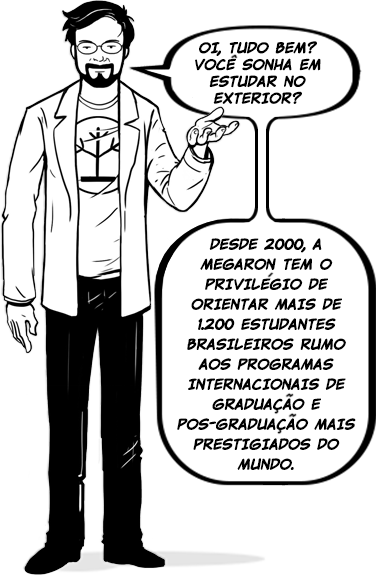 OI, TUDO BEM?
VOCÊ SONHA EM
ESTUDAR NO
EXTERIOR?
DESDE 2000, A
MEGARON TEM O
PRIVILÉGIO DE
ORIENTAR MAIS DE
1.200 ESTUDANTES
BRASILEIROS RUMO
AOS PROGRAMAS
INTERNACIONAIS DE
GRADUAÇÃO E
POS-GRADUAÇÃO MAIS
PRESTIGIADOS DO
MUNDO.